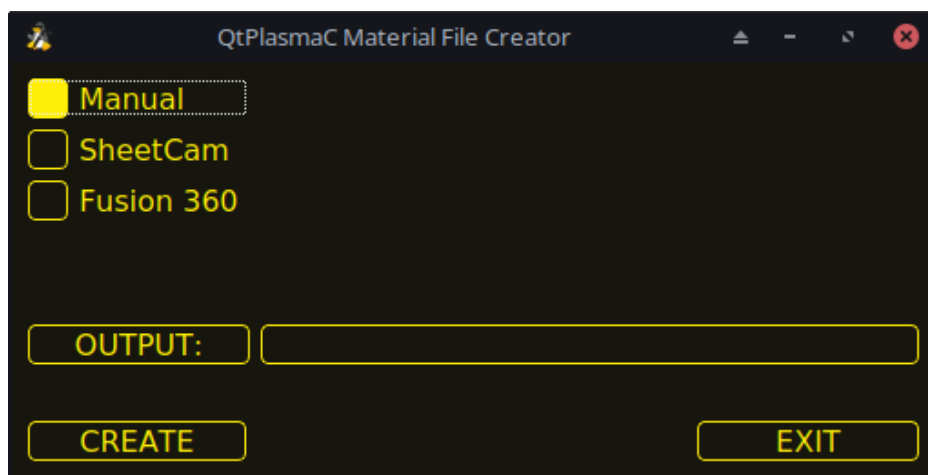 QtPlasmaC Material File Creator
Manual
SheetCam
Fusion 360
OUTPUT:
CREATE EXIT